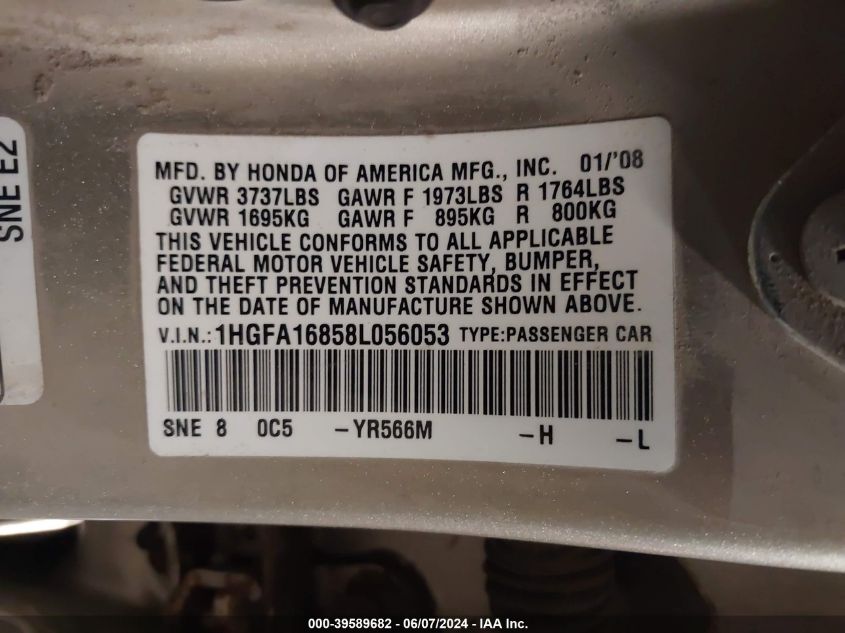 SNE E2
MFD. BY HONDA OF AMERICA MFG., INC. 01/'08
GVWR 3737LBS GAWR F 1973LBS R 1764LBS
GVWR 1695KG GAWR F 895KG R 800KG
THIS VEHICLE CONFORMS TO ALL APPLICABLE
FEDERAL MOTOR VEHICLE SAFETY, BUMPER,
AND THEFT PREVENTION STANDARDS IN EFFECT
ON THE DATE OF MANUFACTURE SHOWN ABOVE.
V.I.N.: 1HGFA16858L056053 TYPE:PASSENGER CAR
SNE 8 0C5 -YR566M -H -L
000-39589682 - 06/07/2024 - IAA Inc.